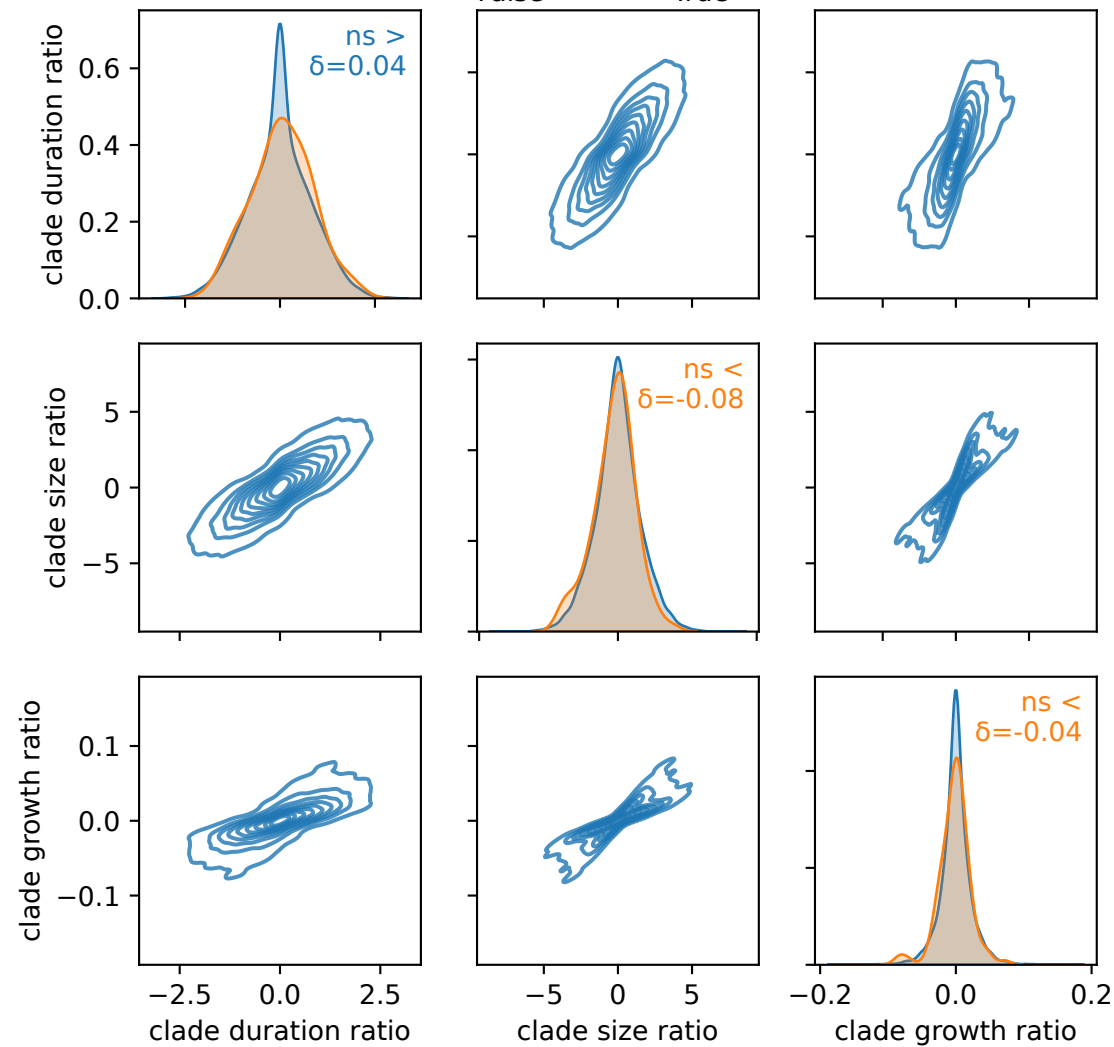 clade duration ratio
0.6
0.4
0.2
0.0
ns >
δ=0.04
clade size ratio
5
0
−5
ns <
δ=-0.08
clade growth ratio
0.1
0.0
−0.1
ns <
δ=-0.04
−2.5 0.0 2.5
−5 0 5
−0.2 0.0 0.2
clade duration ratio
clade size ratio
clade growth ratio